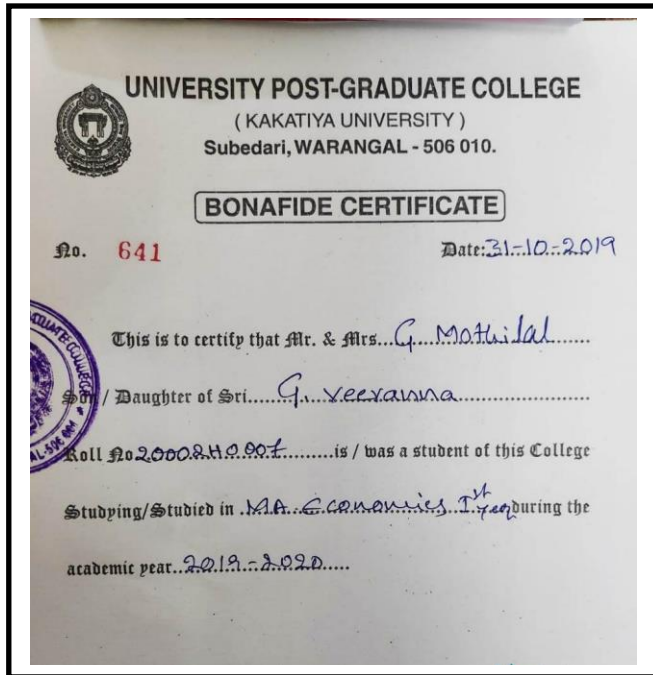 UNIVERSITY POST-GRADUATE COLLEGE
( KAKATIYA UNIVERSITY )
Subedari, WARANGAL - 506 010.
BONAFIDE CERTIFICATE
No. 641 Date:31-10-2019
This is to certify that Mr. & Mrs...G. Mothilal
Son / Daughter of Sri......G. veeranna
Roll No is / was a student of this College
Studying/Studied in .MA. Economics Ist year during the
academic year..2019-2020.....